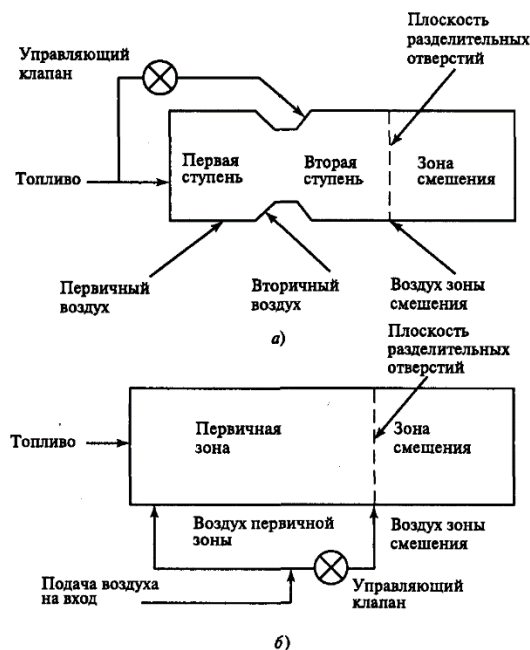 Плоскость
разделительных
отверстий
Управляющий
клапан
Первая
ступень
Вторая
ступень
Зона
смешения
Топливо
Первичный
воздух
Вторичный
воздух
Воздух зоны
смешения
а)
Плоскость
разделительных
отверстий
Топливо
Первичная
зона
Зона
смешения
Воздух первичной
зоны
Воздух зоны
смешения
Подача воздуха
на вход
Управляющий
клапан
б)